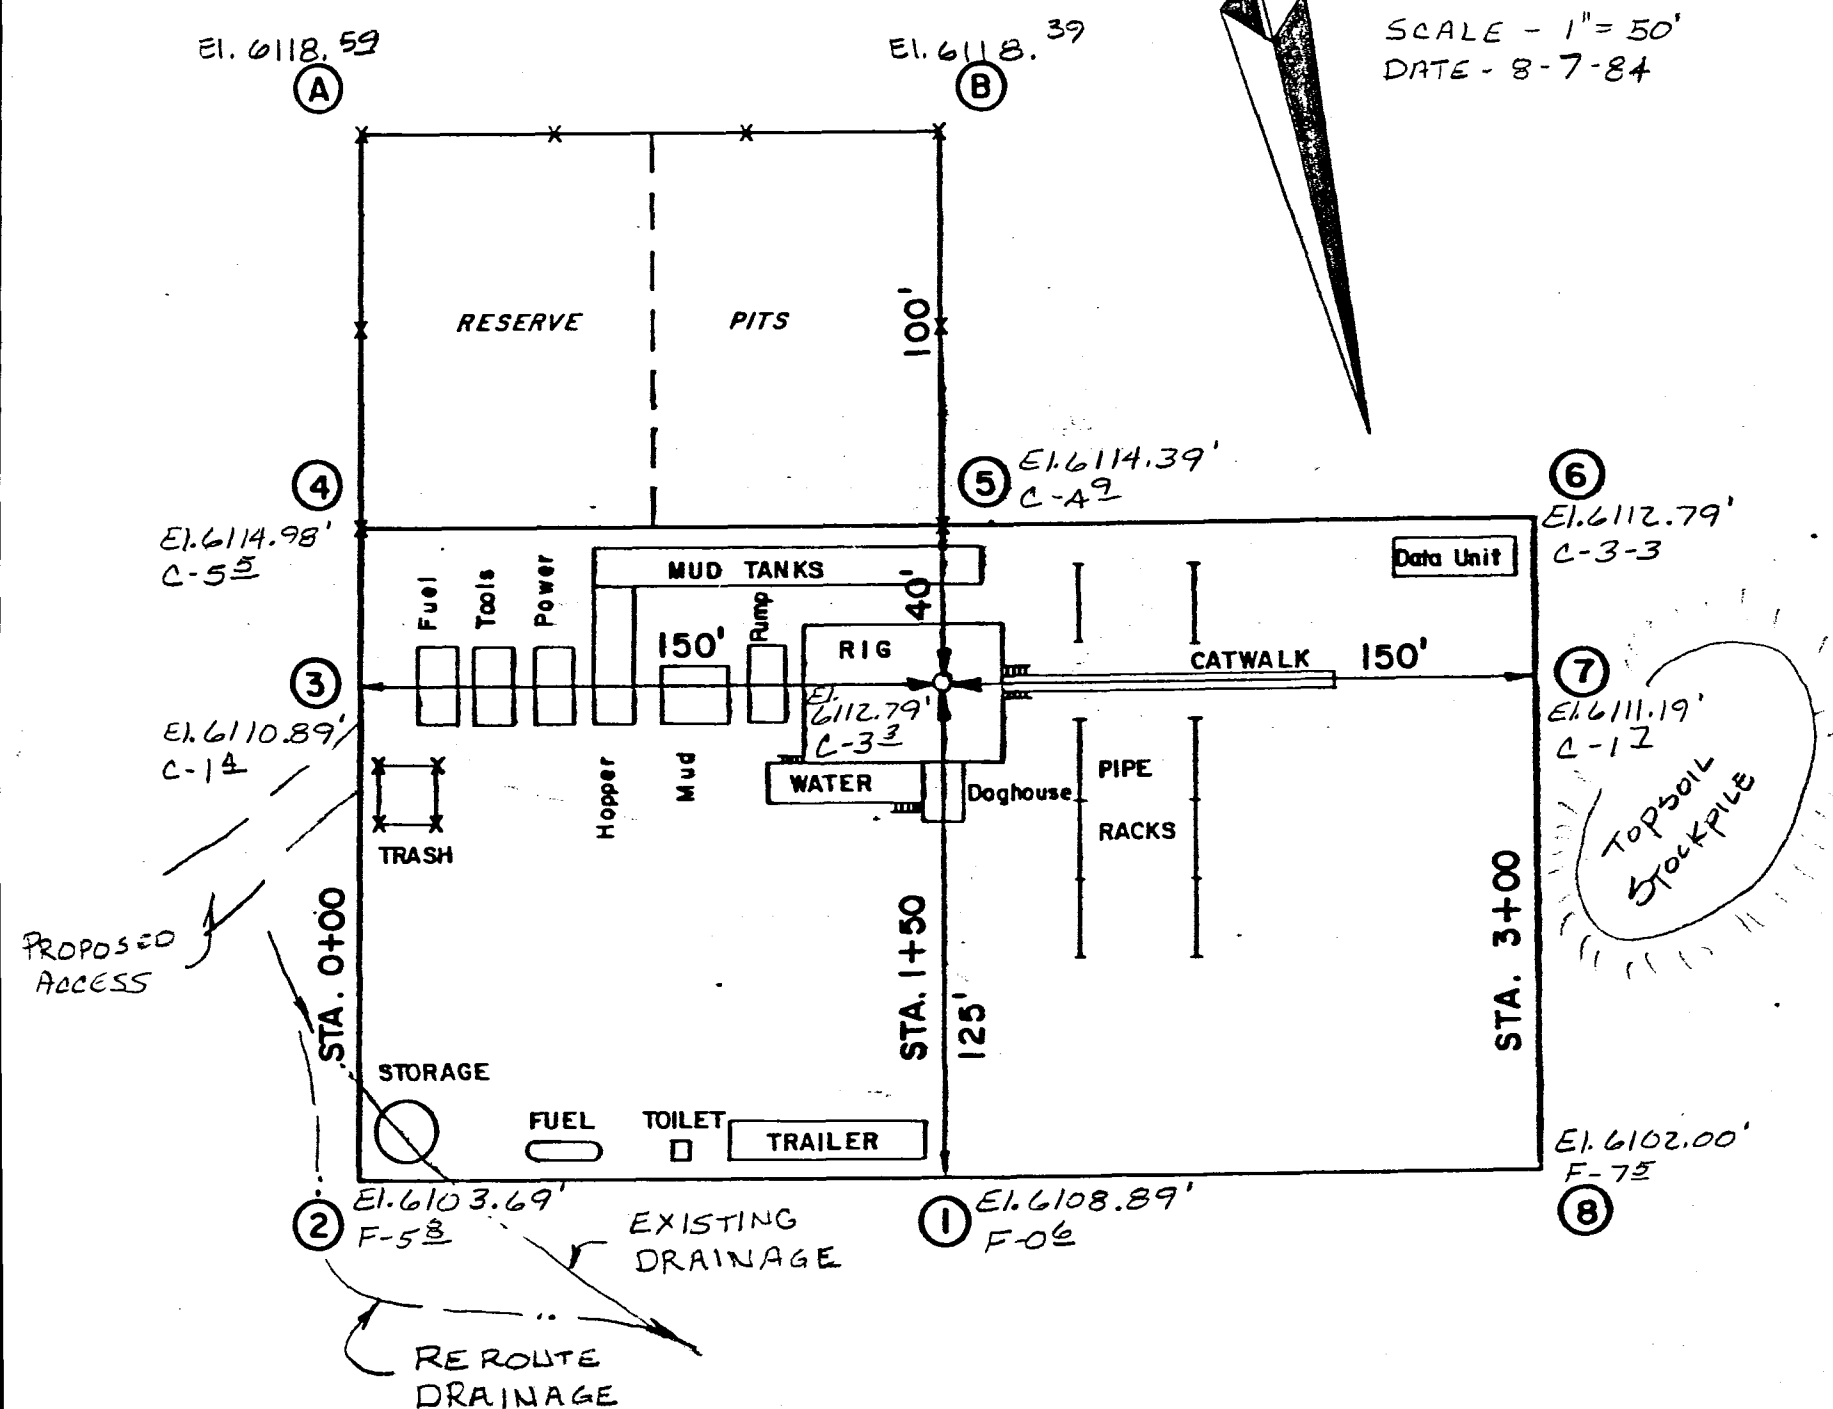 El. 6118.59
A
El. 6118.39
B
SCALE - 1" = 50'
DATE - 8-7-84
RESERVE PITS
100'
4
El. 6114.98'
C-5 5
5
El. 6114.39'
C-4 9
6
El. 6112.79'
C-3-3
Data Unit
MUD TANKS
40'
Fuel
Tools
Power
Pump
150'
RIG
CATWALK
150'
3
El. 6110.89'
C-1 4
El.
6112.79'
C-3 3
7
El. 6111.19'
C-1 7
TRASH
Hopper
Mud
WATER
Doghouse
PIPE
RACKS
TOPSOIL
STOCKPILE
PROPOSED
ACCESS
STA. 0+00
STA. 1+50
125'
STA. 3+00
STORAGE
FUEL
TOILET
TRAILER
2
El. 6103.69'
F-5 8
1
El. 6108.89'
F-0 6
El. 6102.00'
F-7 5
8
EXISTING
DRAINAGE
REROUTE
DRAINAGE